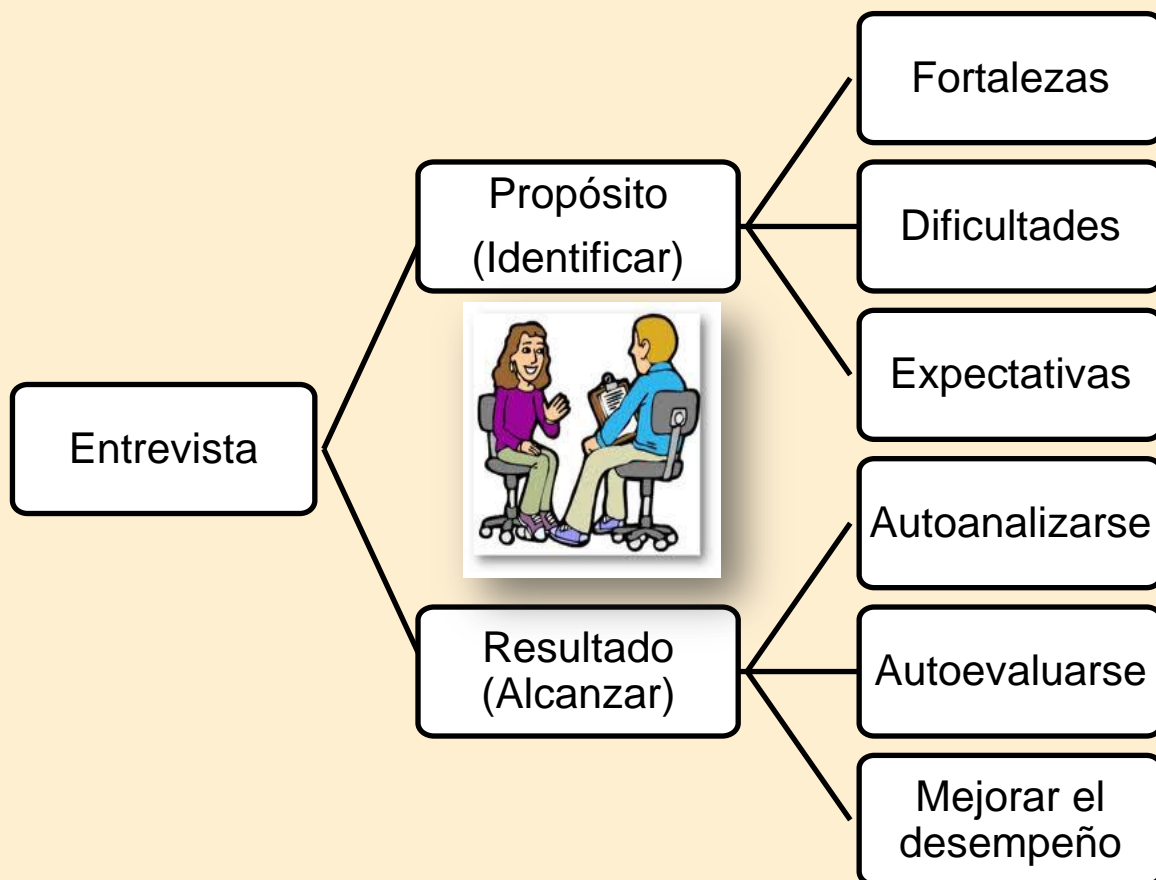 Entrevista
Propósito
(Identificar)
Fortalezas
Dificultades
Expectativas
Resultado
(Alcanzar)
Autoanalizarse
Autoevaluarse
Mejorar el
desempeño